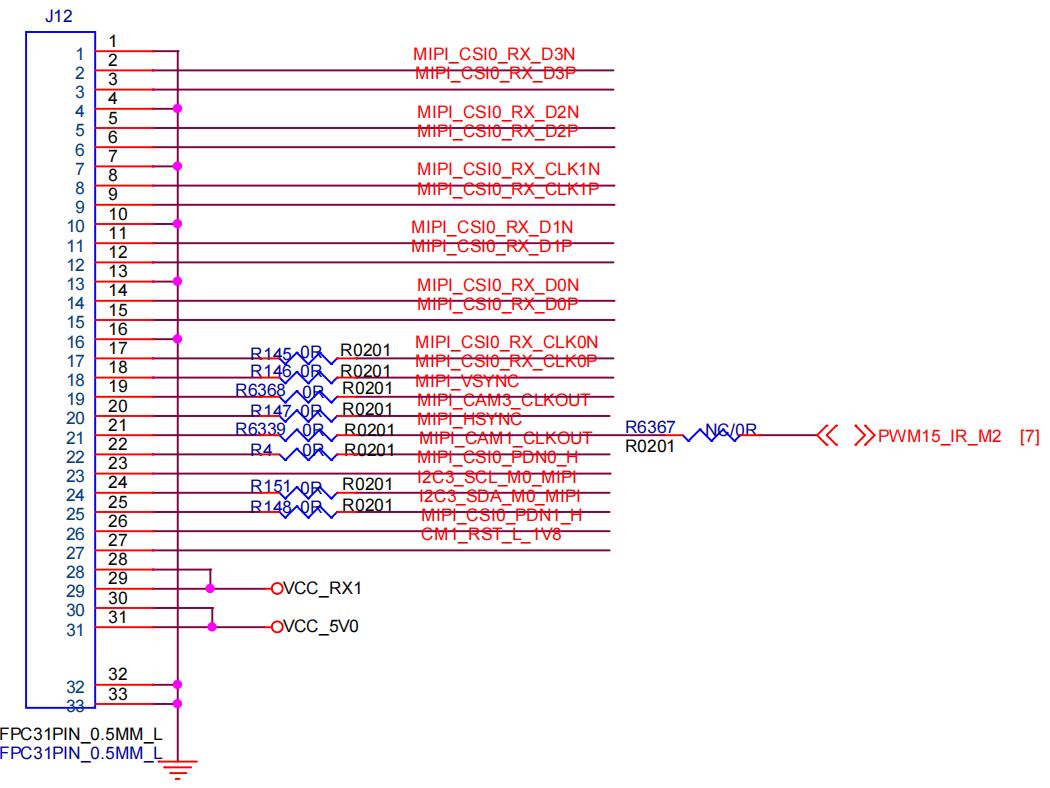 J12
1 1
2 2 MIPI_CSI0_RX_D3N
3 3 MIPI_CSI0_RX_D3P
4 4
5 5 MIPI_CSI0_RX_D2N
6 6 MIPI_CSI0_RX_D2P
7 7
8 8 MIPI_CSI0_RX_CLK1N
9 9 MIPI_CSI0_RX_CLK1P
10 10
11 11 MIPI_CSI0_RX_D1N
12 12 MIPI_CSI0_RX_D1P
13 13
14 14 MIPI_CSI0_RX_D0N
15 15 MIPI_CSI0_RX_D0P
16 16
17 17 R145 0R R0201 MIPI_CSI0_RX_CLK0N
18 18 R146 0R R0201 MIPI_CSI0_RX_CLK0P
19 19 R6368 0R R0201 MIPI_VSYNC
20 20 R147 0R R0201 MIPI_CAM3_CLKOUT
21 21 R6339 0R R0201 MIPI_HSYNC R6367 NC/0R R0201 PWM15_IR_M2 [7]
22 22 R4 0R R0201 MIPI_CAM1_CLKOUT
23 23 MIPI_CSI0_PDN0_H
24 24 R151 0R R0201 I2C3_SCL_M0_MIPI
25 25 R148 0R R0201 I2C3_SDA_M0_MIPI
26 26 MIPI_CSI0_PDN1_H
27 27 CM1_RST_L_1V8
28 28
29 29 VCC_RX1
30 30
31 31 VCC_5V0
32 32
33 33
FPC31PIN_0.5MM_L
FPC31PIN_0.5MM_L